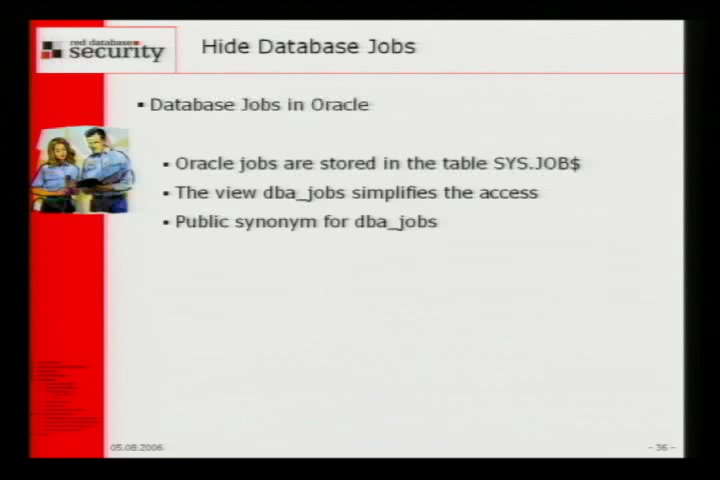 red database
security
Hide Database Jobs
▪ Database Jobs in Oracle
▪ Oracle jobs are stored in the table SYS.JOB$
▪ The view dba_jobs simplifies the access
▪ Public synonym for dba_jobs
05.08.2006
- 36 -